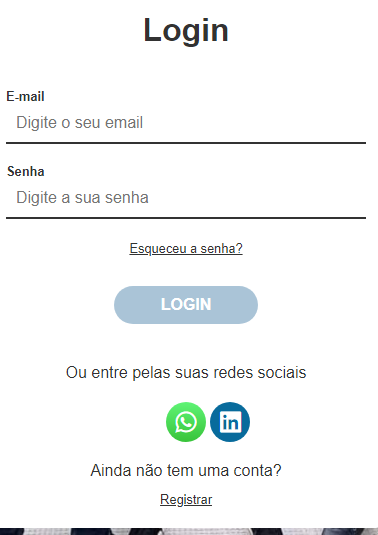 Login
E-mail
Digite o seu email
Senha
Digite a sua senha
Esqueceu a senha?
LOGIN
Ou entre pelas suas redes sociais
in
Ainda não tem uma conta?
Registrar